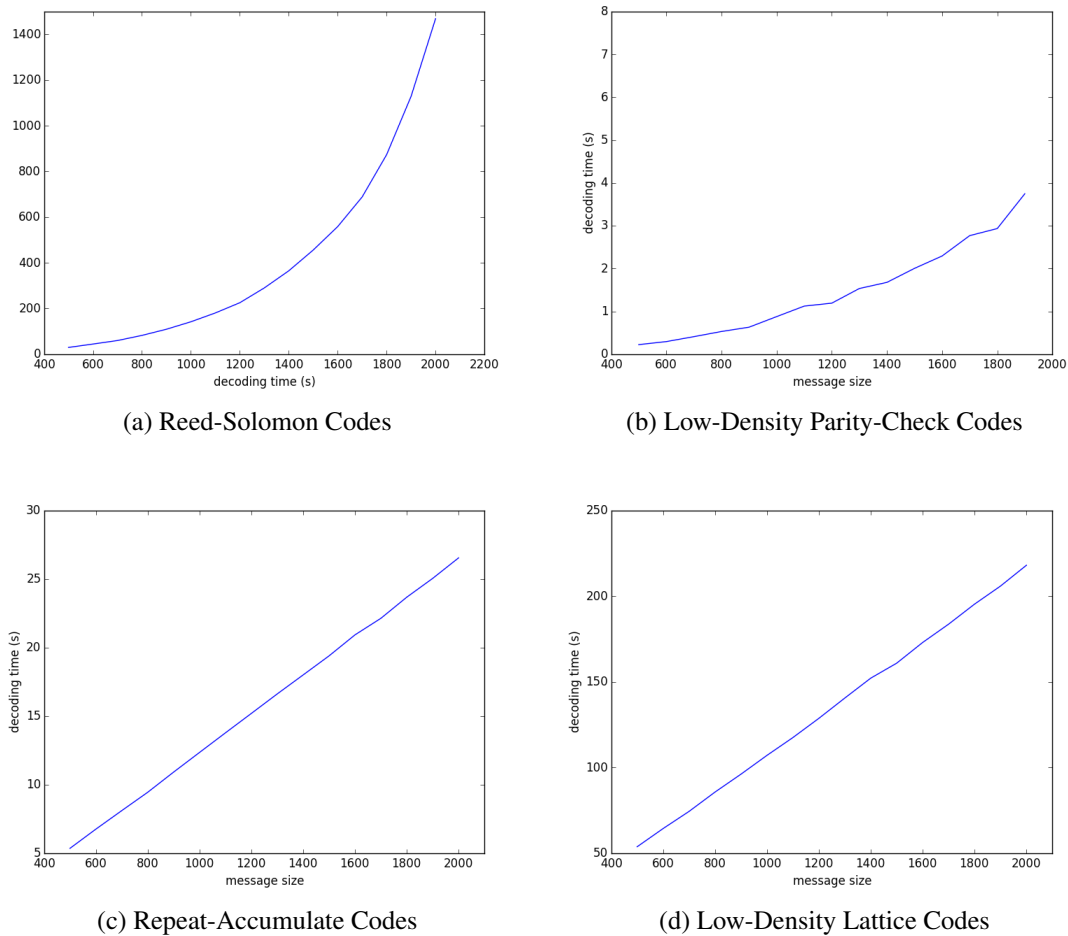 1400
1200
1000
800
600
400
200
0
400 600 800 1000 1200 1400 1600 1800 2000 2200
decoding time (s)
(a) Reed-Solomon Codes
8
7
6
5
4
3
2
1
0
decoding time (s)
400 600 800 1000 1200 1400 1600 1800 2000
message size
(b) Low-Density Parity-Check Codes
30
25
20
15
10
5
decoding time (s)
400 600 800 1000 1200 1400 1600 1800 2000
message size
(c) Repeat-Accumulate Codes
250
200
150
100
50
decoding time (s)
400 600 800 1000 1200 1400 1600 1800 2000
message size
(d) Low-Density Lattice Codes